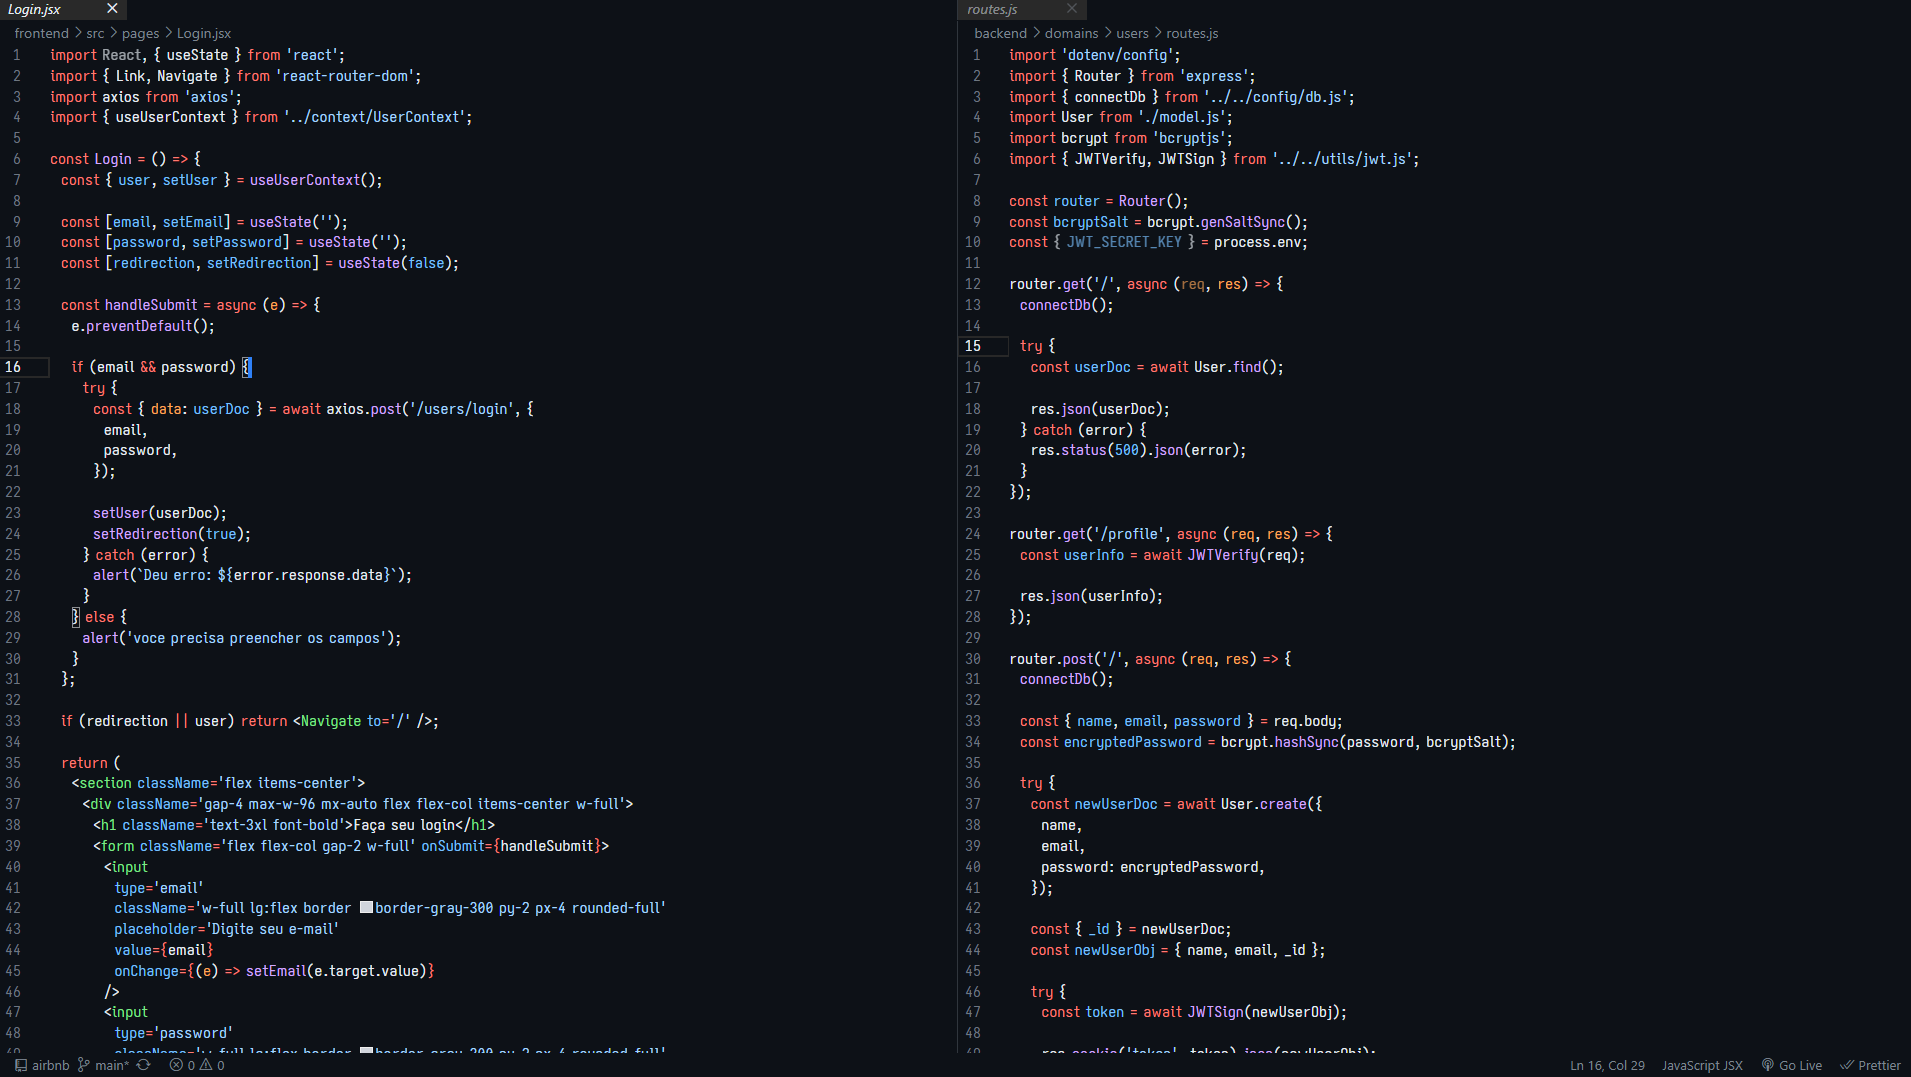 Login.jsx
frontend > src > pages > Login.jsx
1 import React, { useState } from 'react';
2 import { Link, Navigate } from 'react-router-dom';
3 import axios from 'axios';
4 import { useUserContext } from '../context/UserContext';
5
6 const Login = () => {
7 const { user, setUser } = useUserContext();
8
9 const [email, setEmail] = useState('');
10 const [password, setPassword] = useState('');
11 const [redirection, setRedirection] = useState(false);
12
13 const handleSubmit = async (e) => {
14 e.preventDefault();
15
16 if (email && password) {
17 try {
18 const { data: userDoc } = await axios.post('/users/login', {
19 email,
20 password,
21 });
22
23 setUser(userDoc);
24 setRedirection(true);
25 } catch (error) {
26 alert(`Deu erro: ${error.response.data}`);
27 }
28 } else {
29 alert('voce precisa preencher os campos');
30 }
31 };
32
33 if (redirection || user) return <Navigate to='/' />;
34
35 return (
36 <section className='flex items-center'>
37 <div className='gap-4 max-w-96 mx-auto flex flex-col items-center w-full'>
38 <h1 className='text-3xl font-bold'>Faça seu login</h1>
39 <form className='flex flex-col gap-2 w-full' onSubmit={handleSubmit}>
40 <input
41 type='email'
42 className='w-full lg:flex border border-gray-300 py-2 px-4 rounded-full'
43 placeholder='Digite seu e-mail'
44 value={email}
45 onChange={(e) => setEmail(e.target.value)}
46 />
47 <input
48 type='password'
49 className='w-full lg:flex border border-gray-300 py-2 px-4 rounded-full'
routes.js
backend > domains > users > routes.js
1 import 'dotenv/config';
2 import { Router } from 'express';
3 import { connectDb } from '../../config/db.js';
4 import User from './model.js';
5 import bcrypt from 'bcryptjs';
6 import { JWTVerify, JWTSign } from '../../utils/jwt.js';
7
8 const router = Router();
9 const bcryptSalt = bcrypt.genSaltSync();
10 const { JWT_SECRET_KEY } = process.env;
11
12 router.get('/', async (req, res) => {
13 connectDb();
14
15 try {
16 const userDoc = await User.find();
17
18 res.json(userDoc);
19 } catch (error) {
20 res.status(500).json(error);
21 }
22 });
23
24 router.get('/profile', async (req, res) => {
25 const userInfo = await JWTVerify(req);
26
27 res.json(userInfo);
28 });
29
30 router.post('/', async (req, res) => {
31 connectDb();
32
33 const { name, email, password } = req.body;
34 const encryptedPassword = bcrypt.hashSync(password, bcryptSalt);
35
36 try {
37 const newUserDoc = await User.create({
38 name,
39 email,
40 password: encryptedPassword,
41 });
42
43 const { _id } = newUserDoc;
44 const newUserObj = { name, email, _id };
45
46 try {
47 const token = await JWTSign(newUserObj);
48
49 res.cookie('token', token).json(newUserObj);
airbnb main* 0 0 Ln 16, Col 29 JavaScript JSX Go Live Prettier